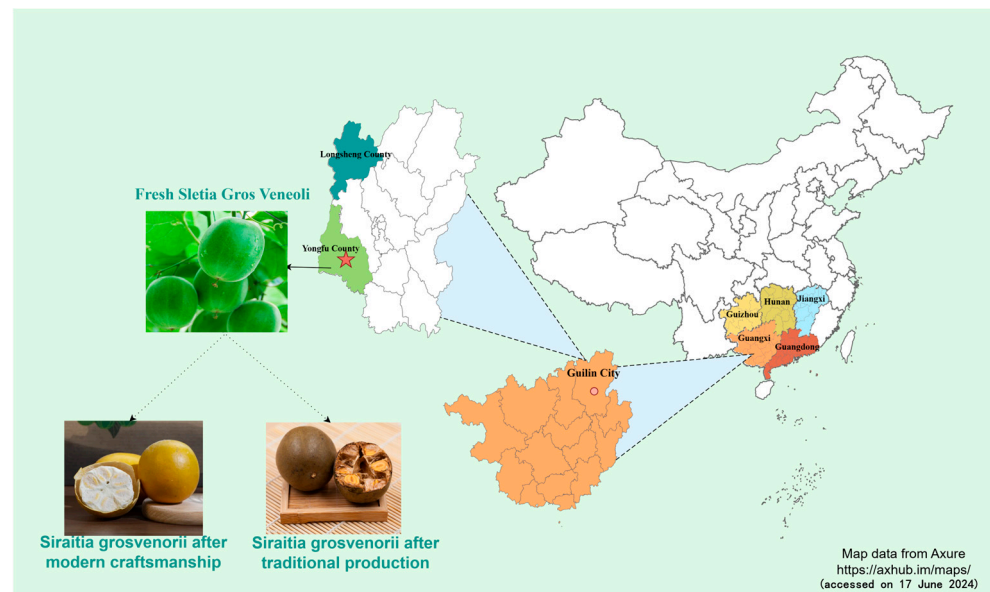 Longsheng County
Fresh Sletia Gros Veneoli
Yongfu County
Jiangxi
Hunan
Guizhou
Guangxi
Guangdong
Guilin City
Siraitia grosvenorii after
modern craftsmanship
Siraitia grosvenorii after
traditional production
Map data from Axure
https://axhub.im/maps/
(accessed on 17 June 2024)